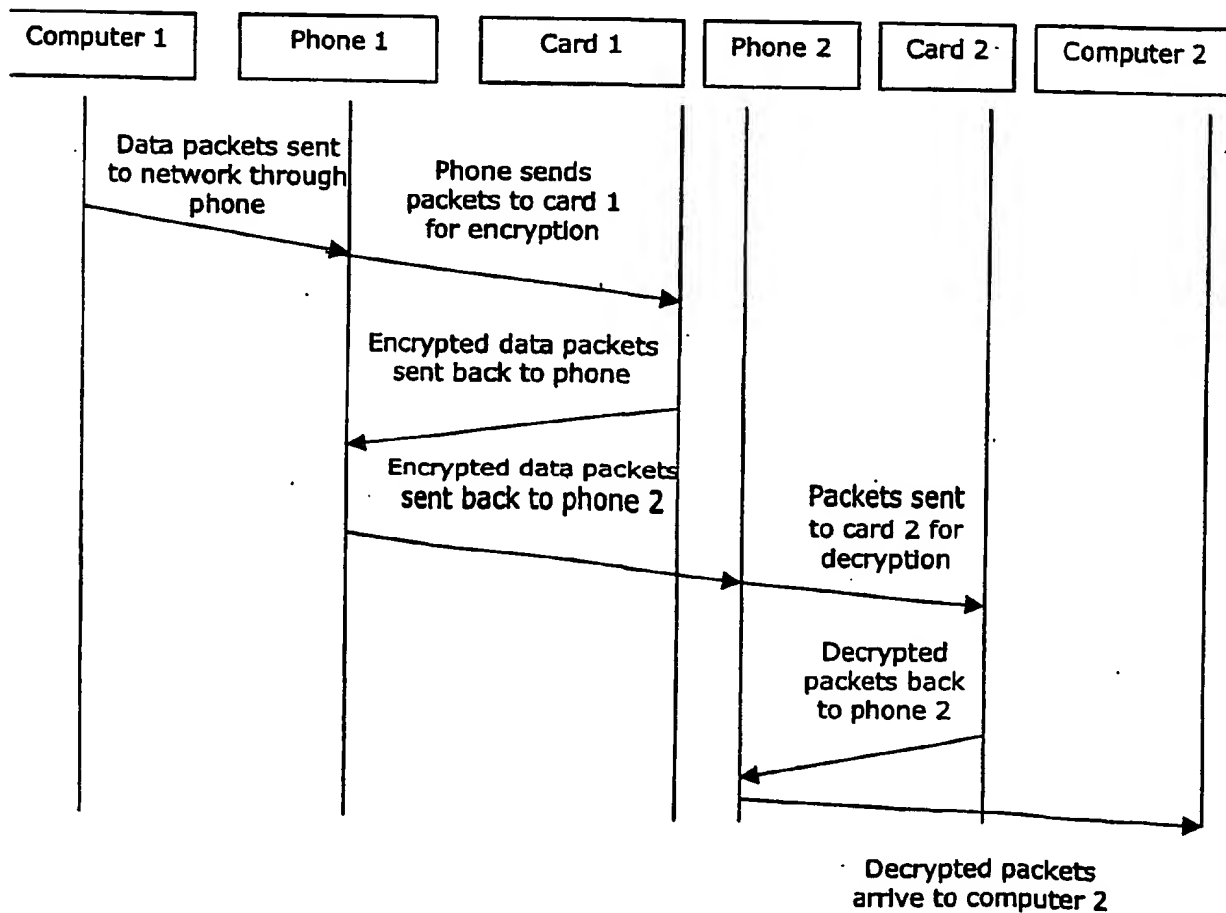 Computer 1
Phone 1
Card 1
Phone 2
Card 2
Computer 2
Data packets sent
to network through
phone
Phone sends
packets to card 1
for encryption
Encrypted data packets
sent back to phone
Encrypted data packets
sent back to phone 2
Packets sent
to card 2 for
decryption
Decrypted
packets back
to phone 2
Decrypted packets
arrive to computer 2